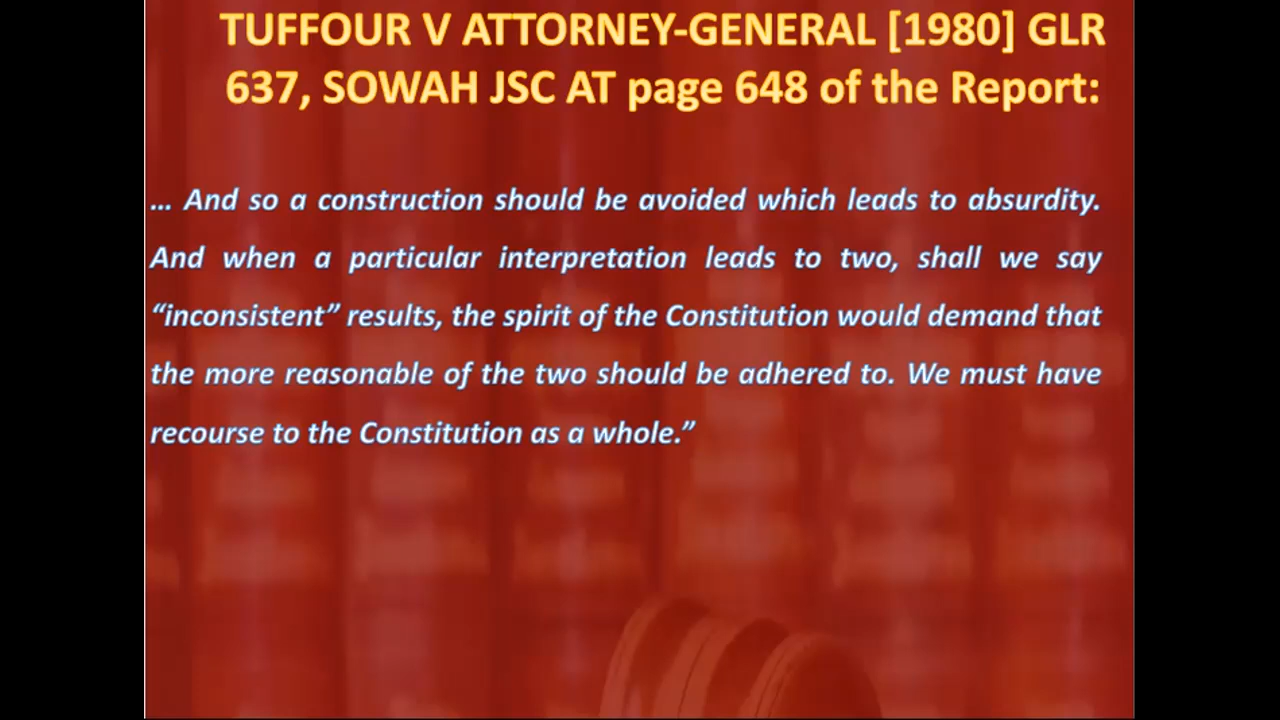 TUFFOUR V ATTORNEY-GENERAL [1980] GLR
637, SOWAH JSC AT page 648 of the Report:
... And so a construction should be avoided which leads to absurdity.
And when a particular interpretation leads to two, shall we say
“inconsistent” results, the spirit of the Constitution would demand that
the more reasonable of the two should be adhered to. We must have
recourse to the Constitution as a whole.”